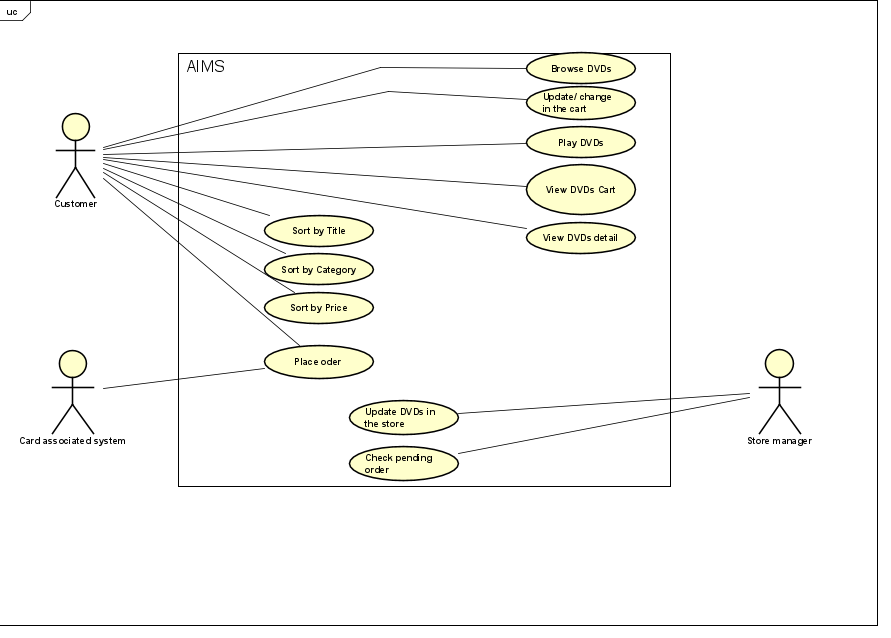 uc
AIMS
Browse DVDs
Update/ change
in the cart
Play DVDs
View DVDs Cart
Customer
Sort by Title
View DVDs detail
Sort by Category
Sort by Price
Place oder
Update DVDs in
the store
Card associated system
Store manager
Check pending
order